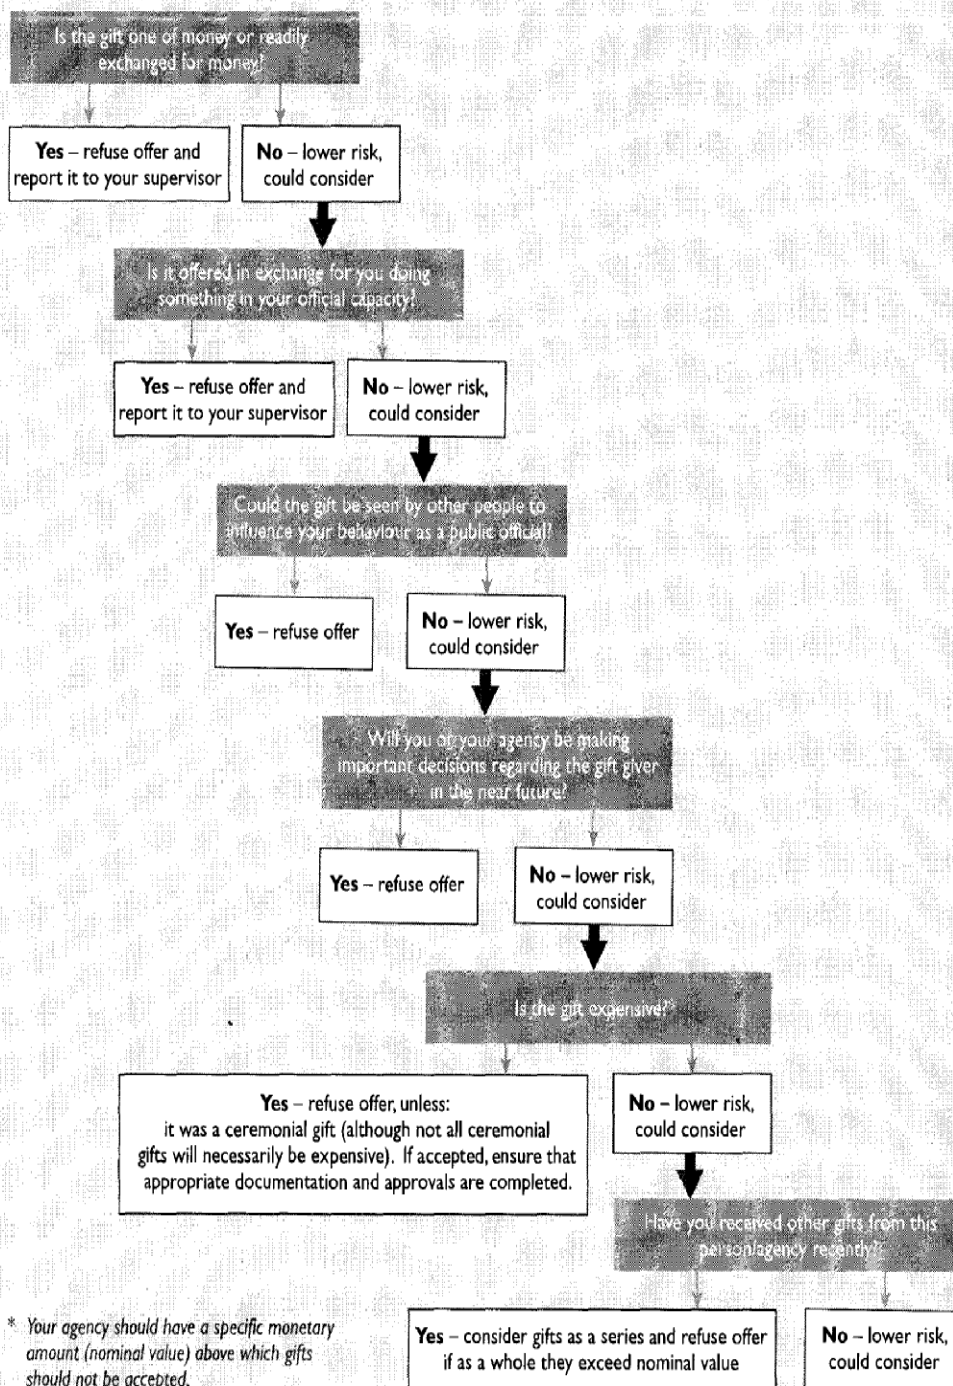 Is the gift one of money or readily
exchanged for money?
Yes – refuse offer and
report it to your supervisor
No – lower risk,
could consider
Is it offered in exchange for you doing
something in your official capacity?
Yes – refuse offer and
report it to your supervisor
No – lower risk,
could consider
Could the gift be seen by other people to
influence your behaviour as a public official?
Yes – refuse offer
No – lower risk,
could consider
Will you or your agency be making
important decisions regarding the gift giver
in the near future?
Yes – refuse offer
No – lower risk,
could consider
Is the gift expensive?*
Yes – refuse offer, unless:
it was a ceremonial gift (although not all ceremonial
gifts will necessarily be expensive). If accepted, ensure that
appropriate documentation and approvals are completed.
No – lower risk,
could consider
Have you received other gifts from this
person/agency recently?
Yes – consider gifts as a series and refuse offer
if as a whole they exceed nominal value
No – lower risk,
could consider
* Your agency should have a specific monetary
amount (nominal value) above which gifts
should not be accepted.